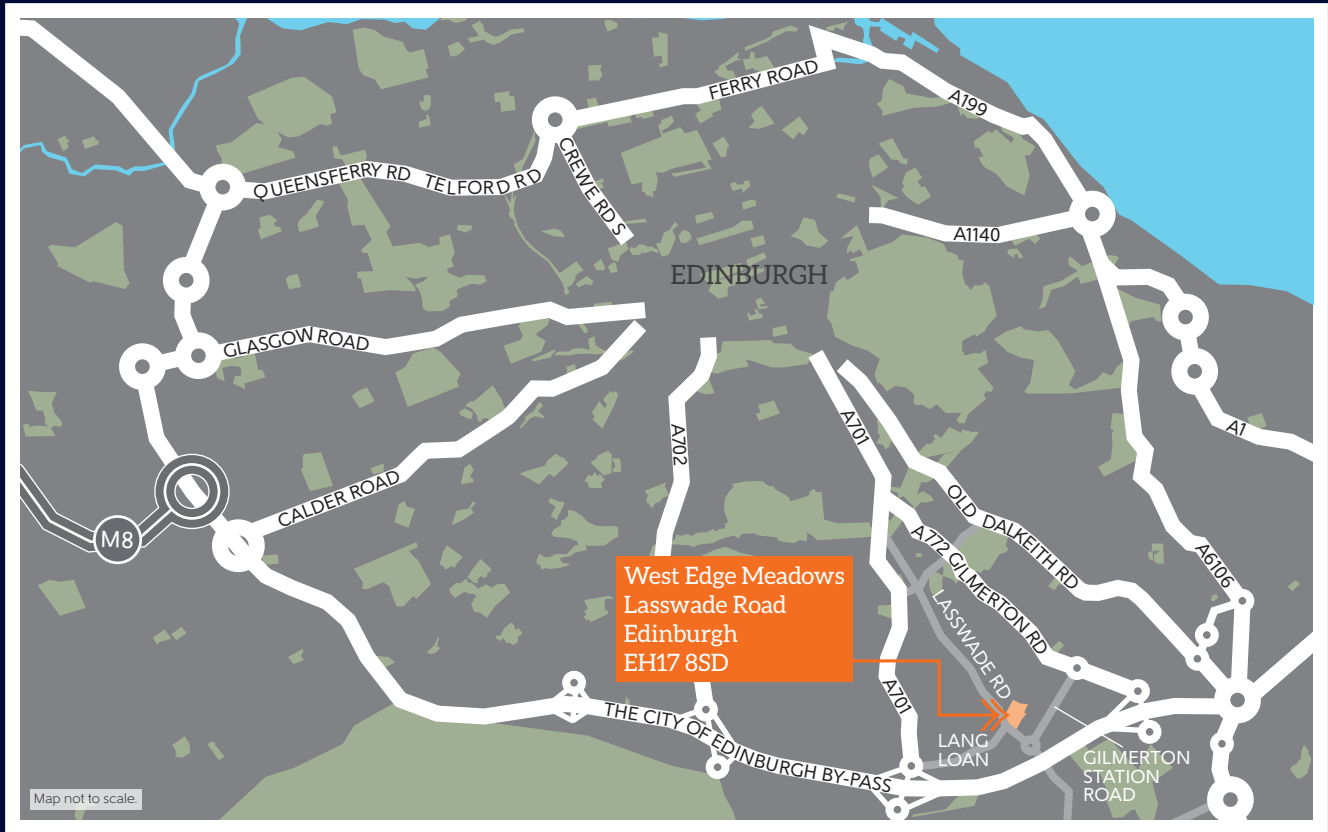 FERRY ROAD
A199
CREWE RD S
QUEENSFERRY RD
TELFORD RD
A1140
EDINBURGH
GLASGOW ROAD
A701
A702
A1
CALDER ROAD
OLD DALKEITH RD
M8
A772 GILMERTON RD
A6106
West Edge Meadows
Lasswade Road
Edinburgh
EH17 8SD
LASSWADE RD
A701
THE CITY OF EDINBURGH BY-PASS
LANG
LOAN
GILMERTON
STATION
ROAD
Map not to scale.